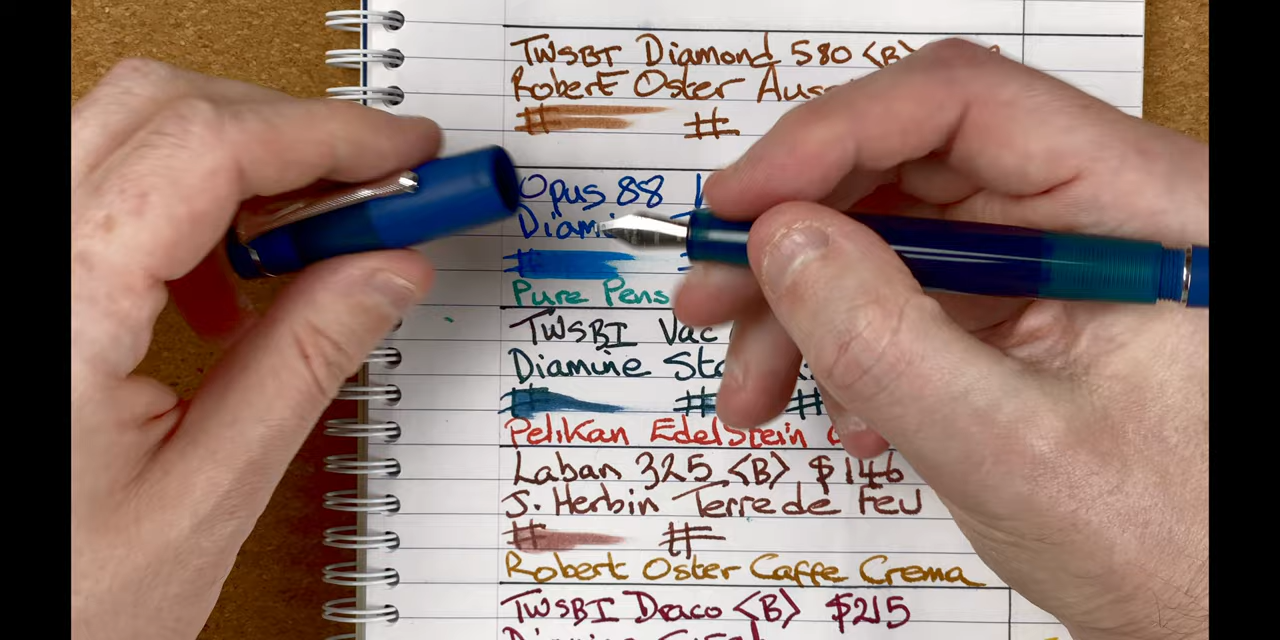 TWSBI Diamond 580 <B>
Robert Oster
# #
Opus 88
Pure Pens
TWSBI Vac
Diamine
# # #
Pelikan Edelstein
Laban 325 <B> $146
J. Herbin Terre de Feu
# #
Robert Oster Caffe Crema
TWSBI Draco <B> $215